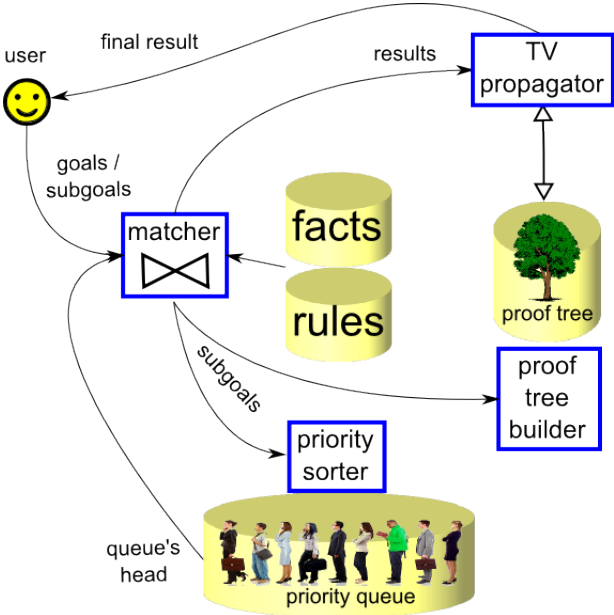 final result
user
results
TV
propagator
goals /
subgoals
matcher
facts
rules
proof tree
subgoals
proof
tree
builder
priority
sorter
queue's
head
priority queue